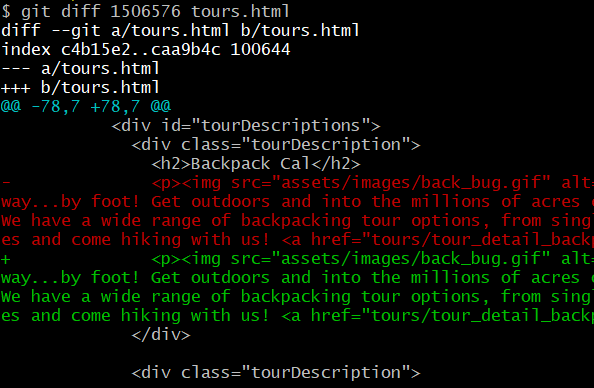 $ git diff 1506576 tours.html
diff --git a/tours.html b/tours.html
index c4b15e2..caa9b4c 100644
--- a/tours.html
+++ b/tours.html
@@ -78,7 +78,7 @@
<div id="tourDescriptions">
<div class="tourDescription">
<h2>Backpack Cal</h2>
- <p><img src="assets/images/back_bug.gif" alt=
way...by foot! Get outdoors and into the millions of acres
We have a wide range of backpacking tour options, from sing
es and come hiking with us! <a href="tours/tour_detail_back
+ <p><img src="assets/images/back_bug.gif" alt=
way...by foot! Get outdoors and into the millions of acres
We have a wide range of backpacking tour options, from sing
es and come hiking with us! <a href="tours/tour_detail_back
</div>
<div class="tourDescription">